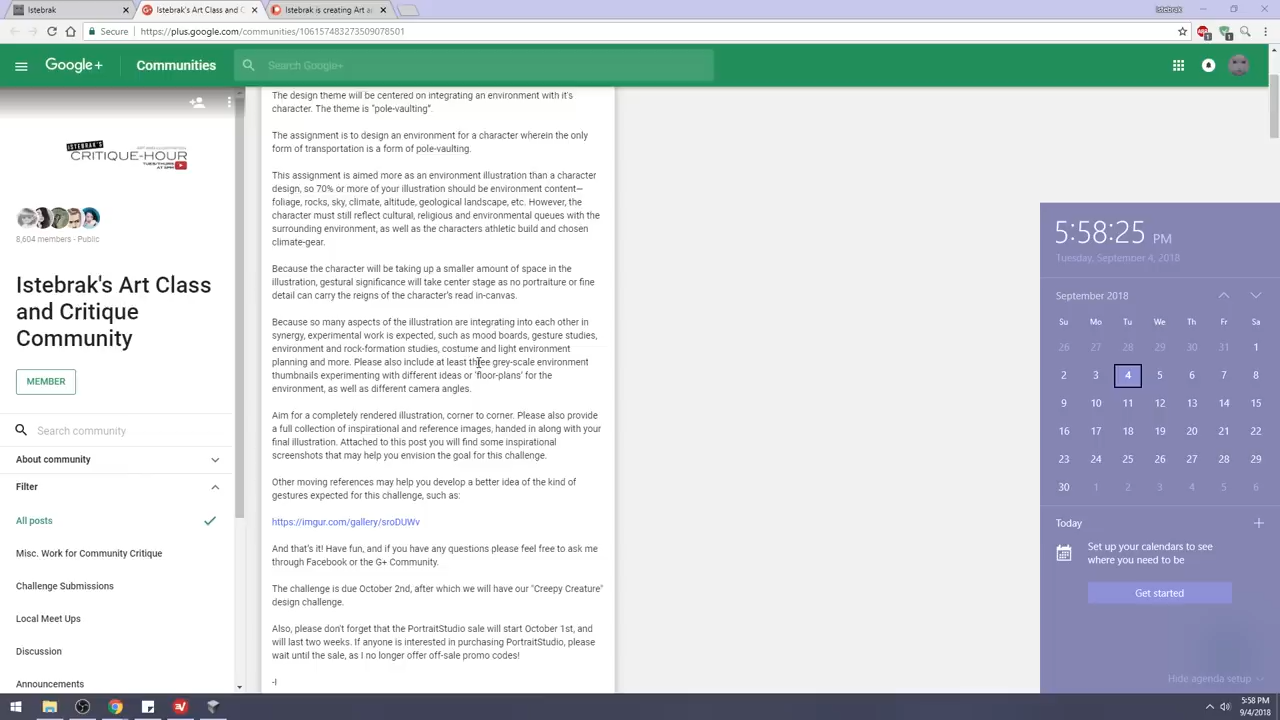 Istebrak
Istebrak's Art Class and C
Istebrak is creating Art a
Istebrak
Secure
https://plus.google.com/communities/106157483273509078501
Google+
Communities
Search Google+
ISTEBRAK'S
CRITIQUE-HOUR
8,604 members - Public
Istebrak's Art Class
and Critique
Community
MEMBER
Search community
About community
Filter
All posts
Misc. Work for Community Critique
Challenge Submissions
Local Meet Ups
Discussion
Announcements
The design theme will be centered on integrating an environment with it's
character. The theme is "pole-vaulting".
The assignment is to design an environment for a character wherein the only
form of transportation is a form of pole-vaulting.
This assignment is aimed more as an environment illustration than a character
design, so 70% or more of your illustration should be environment content—
foliage, rocks, sky, climate, altitude, geological landscape, etc. However, the
character must still reflect cultural, religious and environmental queues with the
surrounding environment, as well as the characters athletic build and chosen
climate-gear.
Because the character will be taking up a smaller amount of space in the
illustration, gestural significance will take center stage as no portraiture or fine
detail can carry the reigns of the character's read in-canvas.
Because so many aspects of the illustration are integrating into each other in
synergy, experimental work is expected, such as mood boards, gesture studies,
environment and rock-formation studies, costume and light environment
planning and more. Please also include at least three grey-scale environment
thumbnails experimenting with different ideas or 'floor-plans' for the
environment, as well as different camera angles.
Aim for a completely rendered illustration, corner to corner. Please also provide
a full collection of inspirational and reference images, handed in along with your
final illustration. Attached to this post you will find some inspirational
screenshots that may help you envision the goal for this challenge.
Other moving references may help you develop a better idea of the kind of
gestures expected for this challenge, such as:
https://imgur.com/gallery/sroDUWv
And that's it! Have fun, and if you have any questions please feel free to ask me
through Facebook or the G+ Community.
The challenge is due October 2nd, after which we will have our "Creepy Creature"
design challenge.
Also, please don't forget that the PortraitStudio sale will start October 1st, and
will last two weeks. If anyone is interested in purchasing PortraitStudio, please
wait until the sale, as I no longer offer off-sale promo codes!
-I
5:58:25 PM
Tuesday, September 4, 2018
September 2018
Su Mo Tu We Th Fr Sa
26 27 28 29 30 31 1
2 3 4 5 6 7 8
9 10 11 12 13 14 15
16 17 18 19 20 21 22
23 24 25 26 27 28 29
30 1 2 3 4 5 6
Today
Set up your calendars to see
where you need to be
Get started
Hide agenda setup
5:58 PM
9/4/2018